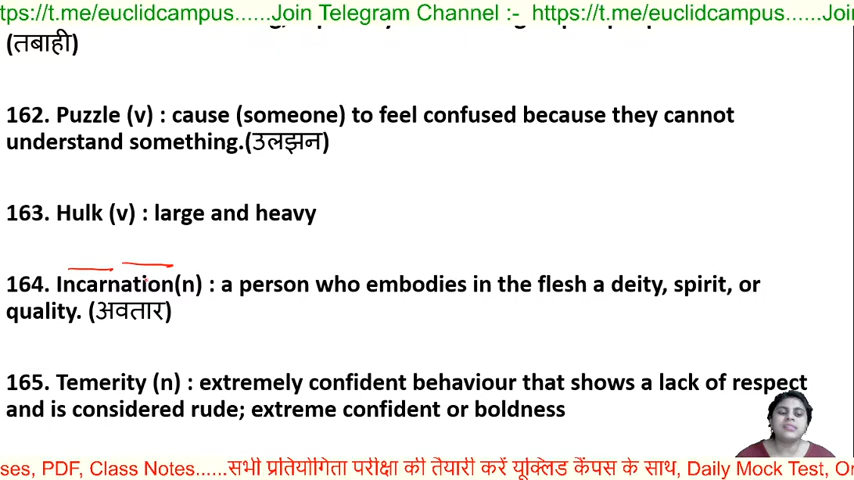 tps://t.me/euclidcampus......Join Telegram Channel :- https://t.me/euclidcampus......Joi
(तबाही)
162. Puzzle (v) : cause (someone) to feel confused because they cannot
understand something.(उलझन)
163. Hulk (v) : large and heavy
164. Incarnation(n) : a person who embodies in the flesh a deity, spirit, or
quality. (अवतार)
165. Temerity (n) : extremely confident behaviour that shows a lack of respect
and is considered rude; extreme confident or boldness
ses, PDF, Class Notes......सभी प्रतियोगिता परीक्षा की तैयारी करें यूक्लिड कैंपस के साथ, Daily Mock Test, O